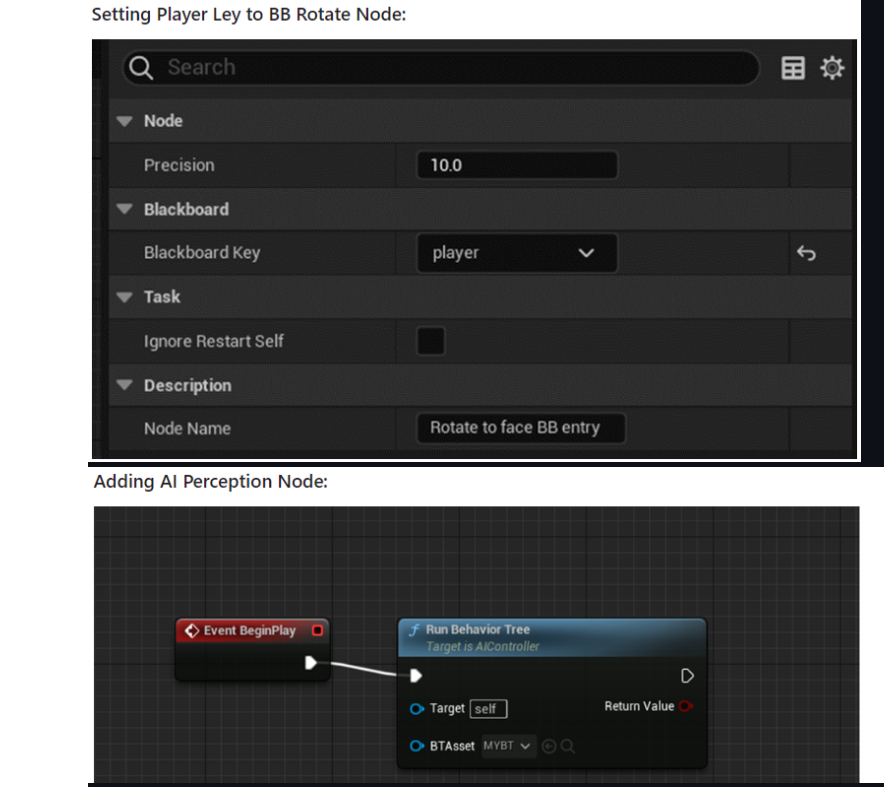 Setting Player Ley to BB Rotate Node:
Search
Node
Precision 10.0
Blackboard
Blackboard Key player
Task
Ignore Restart Self
Description
Node Name Rotate to face BB entry
Adding AI Perception Node:
Event BeginPlay
f Run Behavior Tree
Target is AIController
Target self Return Value
BTAsset MYBT